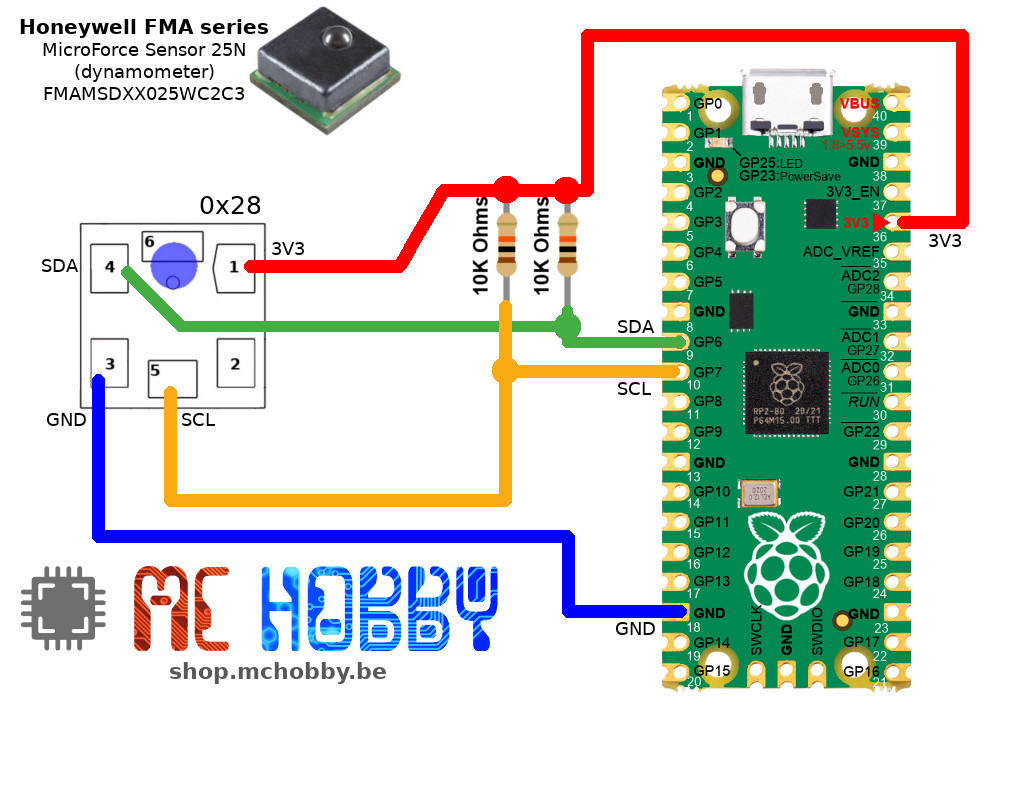 Honeywell FMA series
MicroForce Sensor 25N
(dynamometer)
FMAMSDXX025WC2C3
0x28
SDA
3V3
GND
SCL
6
4
1
3
5
2
10K Ohms
10K Ohms
SDA
SCL
GND
3V3
GP0
1
GP1
2
GND
3
GP2
4
GP3
5
GP4
6
GP5
7
GND
8
GP6
9
GP7
10
GP8
11
GP9
12
GND
13
GP10
14
GP11
15
GP12
16
GP13
17
GND
18
GP14
19
GP15
20
GP25:LED
GP23:PowerSave
VBUS
40
VSYS
1.8>5.5v
39
GND
38
3V3_EN
37
3V3
36
ADC_VREF
35
ADC2
GP28
34
GND
33
ADC1
GP27
32
ADC0
GP26
31
RUN
30
GP22
29
GND
28
GP21
27
GP20
26
GP19
25
GP18
24
GND
23
GP17
22
GP16
21
RP2-B0 20/21
P64M15.00 TTT
SWCLK
GND
SWDIO
MC HOBBY
shop.mchobby.be